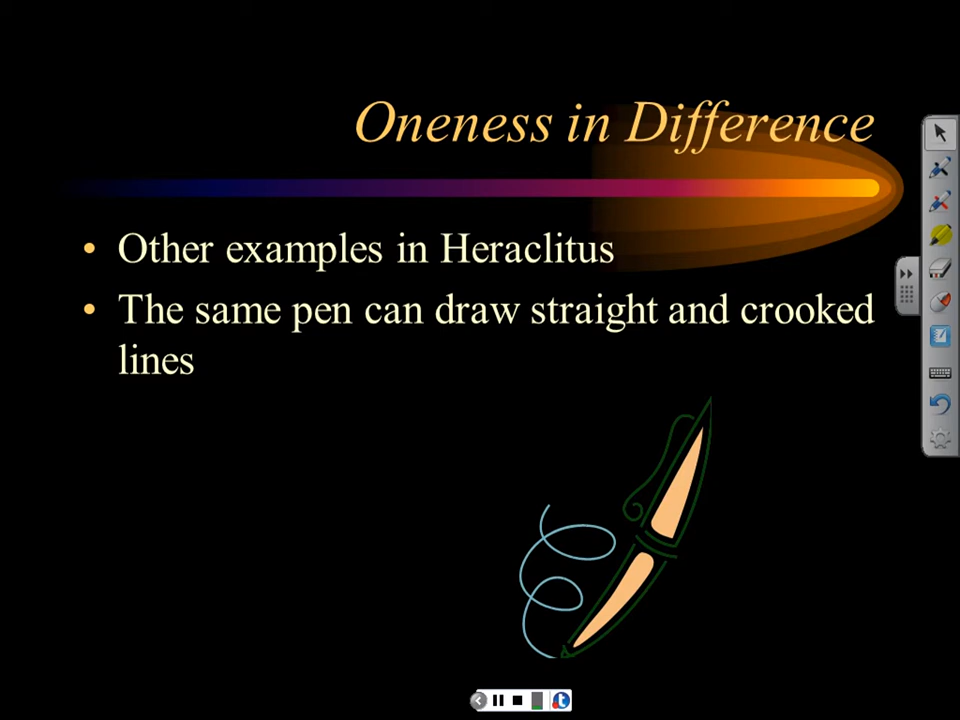 Oneness in Difference
• Other examples in Heraclitus
• The same pen can draw straight and crooked
lines